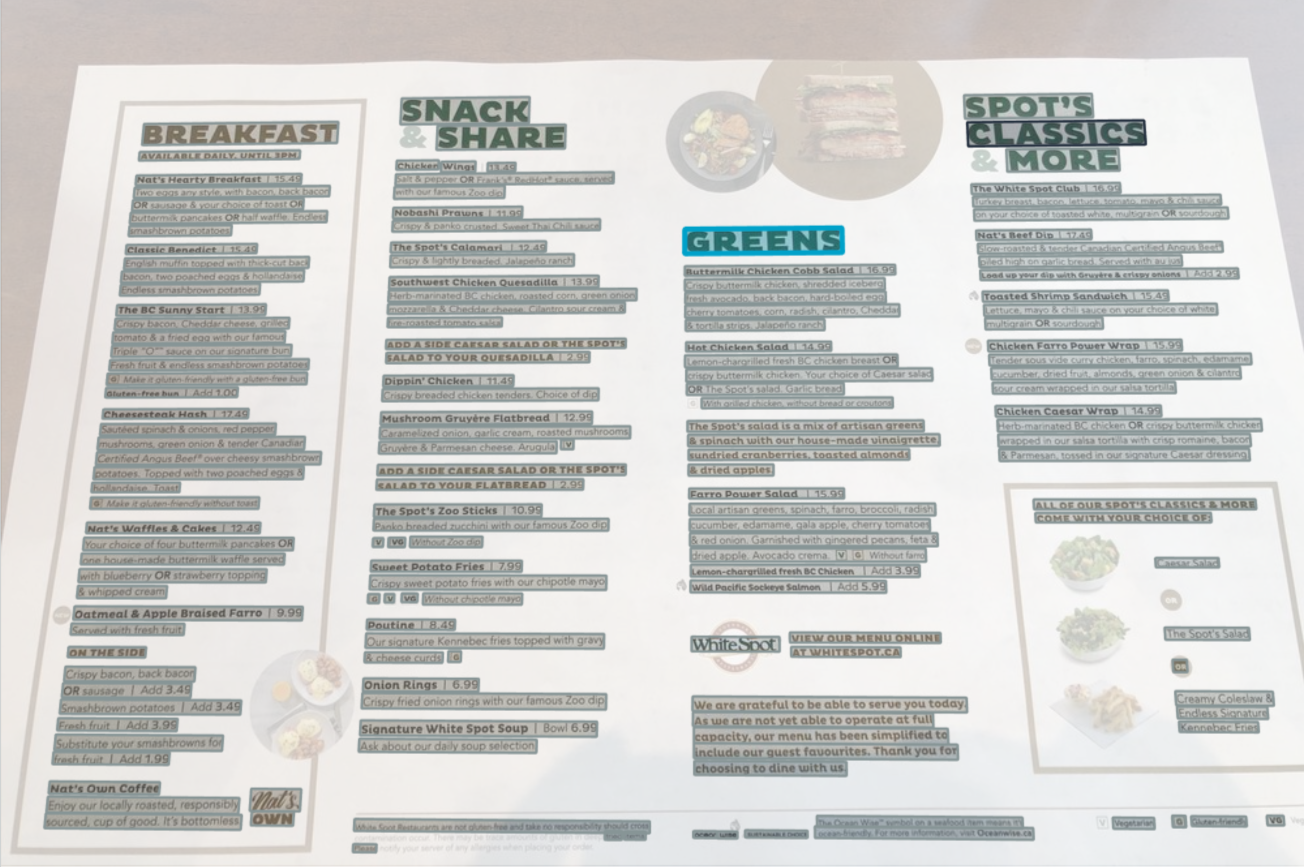 BREAKFAST
AVAILABLE DAILY, UNTIL 3PM
Nat's Hearty Breakfast | 15.49
Two eggs any style, with bacon, back bacon
OR sausage & your choice of toast OR
buttermilk pancakes OR half waffle. Endless
smashbrown potatoes
Classic Benedict | 15.49
English muffin topped with thick-cut back
bacon, two poached eggs & hollandaise
Endless smashbrown potatoes
The BC Sunny Start | 13.99
Crispy bacon, Cheddar cheese, grilled
tomato & a fried egg with our famous
Triple "O"™ sauce on our signature bun
Fresh fruit & endless smashbrown potatoes
G Make it gluten-friendly with a gluten-free bun
Gluten-free bun | Add 1.00
Cheesesteak Hash | 17.49
Sautéed spinach & onions, red pepper
mushrooms, green onion & tender Canadian
Certified Angus Beef® over cheesy smashbrown
potatoes. Topped with two poached eggs &
hollandaise. Toast
G Make it gluten-friendly without toast
Nat's Waffles & Cakes | 12.49
Your choice of four buttermilk pancakes OR
one house-made buttermilk waffle served
with blueberry OR strawberry topping
& whipped cream
Oatmeal & Apple Braised Farro | 9.99
Served with fresh fruit
ON THE SIDE
Crispy bacon, back bacon
OR sausage | Add 3.49
Smashbrown potatoes | Add 3.49
Fresh fruit | Add 3.99
Substitute your smashbrowns for
fresh fruit | Add 1.99
Nat's Own Coffee
Enjoy our locally roasted, responsibly
sourced, cup of good. It's bottomless
Nat's
OWN
SNACK
& SHARE
Chicken Wings | 13.49
Salt & pepper OR Frank's® RedHot® sauce, served
with our famous Zoo dip
Nobashi Prawns | 11.99
Crispy & panko crusted. Sweet Thai Chili sauce
The Spot's Calamari | 12.49
Crispy & lightly breaded. Jalapeño ranch
Southwest Chicken Quesadilla | 13.99
Herb-marinated BC chicken, roasted corn, green onion
mozzarella & Cheddar cheese. Cilantro sour cream &
fire-roasted tomato salsa
ADD A SIDE CAESAR SALAD OR THE SPOT'S
SALAD TO YOUR QUESADILLA | 2.99
Dippin' Chicken | 11.49
Crispy breaded chicken tenders. Choice of dip
Mushroom Gruyère Flatbread | 12.99
Caramelized onion, garlic cream, roasted mushrooms,
Gruyère & Parmesan cheese. Arugula V
ADD A SIDE CAESAR SALAD OR THE SPOT'S
SALAD TO YOUR FLATBREAD | 2.99
The Spot's Zoo Sticks | 10.99
Panko breaded zucchini with our famous Zoo dip
V VG Without Zoo dip
Sweet Potato Fries | 7.99
Crispy sweet potato fries with our chipotle mayo
G V VG Without chipotle mayo
Poutine | 8.49
Our signature Kennebec fries topped with gravy
& cheese curds G
Onion Rings | 6.99
Crispy fried onion rings with our famous Zoo dip
Signature White Spot Soup | Bowl 6.99
Ask about our daily soup selection
GREENS
Buttermilk Chicken Cobb Salad | 16.99
Crispy buttermilk chicken, shredded iceberg
fresh avocado, back bacon, hard-boiled egg
cherry tomatoes, corn, radish, cilantro, Cheddar
& tortilla strips. Jalapeño ranch
Hot Chicken Salad | 14.99
Lemon-chargrilled fresh BC chicken breast OR
crispy buttermilk chicken. Your choice of Caesar salad
OR The Spot's salad. Garlic bread
G With grilled chicken, without bread or croutons
The Spot's salad is a mix of artisan greens
& spinach with our house-made vinaigrette,
sundried cranberries, toasted almonds
& dried apples
Farro Power Salad | 15.99
Local artisan greens, spinach, farro, broccoli, radish
cucumber, edamame, gala apple, cherry tomatoes
& red onion. Garnished with gingered pecans, feta &
dried apple. Avocado crema. V G Without farro
Lemon-chargrilled fresh BC Chicken | Add 3.99
Wild Pacific Sockeye Salmon | Add 5.99
White Spot
VIEW OUR MENU ONLINE
AT WHITESPOT.CA
We are grateful to be able to serve you today.
As we are not yet able to operate at full
capacity, our menu has been simplified to
include our guest favourites. Thank you for
choosing to dine with us.
SPOT'S
CLASSICS
& MORE
The White Spot Club | 16.99
Turkey breast, bacon, lettuce, tomato, mayo & chili sauce
on your choice of toasted white, multigrain OR sourdough
Nat's Beef Dip | 17.49
Slow-roasted & tender Canadian Certified Angus Beef®
piled high on garlic bread. Served with au jus
Load up your dip with Gruyère & crispy onions | Add 2.99
Toasted Shrimp Sandwich | 15.49
Lettuce, mayo & chili sauce on your choice of white
multigrain OR sourdough
Chicken Farro Power Wrap | 15.99
Tender sous vide curry chicken, farro, spinach, edamame
cucumber, dried fruit, almonds, green onion & cilantro
sour cream wrapped in our salsa tortilla
Chicken Caesar Wrap | 14.99
Herb-marinated BC chicken OR crispy buttermilk chicken
wrapped in our salsa tortilla with crisp romaine, bacon
& Parmesan, tossed in our signature Caesar dressing
ALL OF OUR SPOT'S CLASSICS & MORE
COME WITH YOUR CHOICE OF:
Caesar Salad
OR
The Spot's Salad
OR
Creamy Coleslaw &
Endless Signature
Kennebec Fries
White Spot Restaurants are not gluten-free and take no responsibility should cross
contamination occur. There may be trace amounts of gluten in
notify your server of any allergies when placing your order.
OCEAN WISE SUSTAINABLE CHOICE
The Ocean Wise™ symbol on a seafood item means it's
ocean-friendly. For more information, visit Oceanwise.ca
V Vegetarian G Gluten-friendly VG